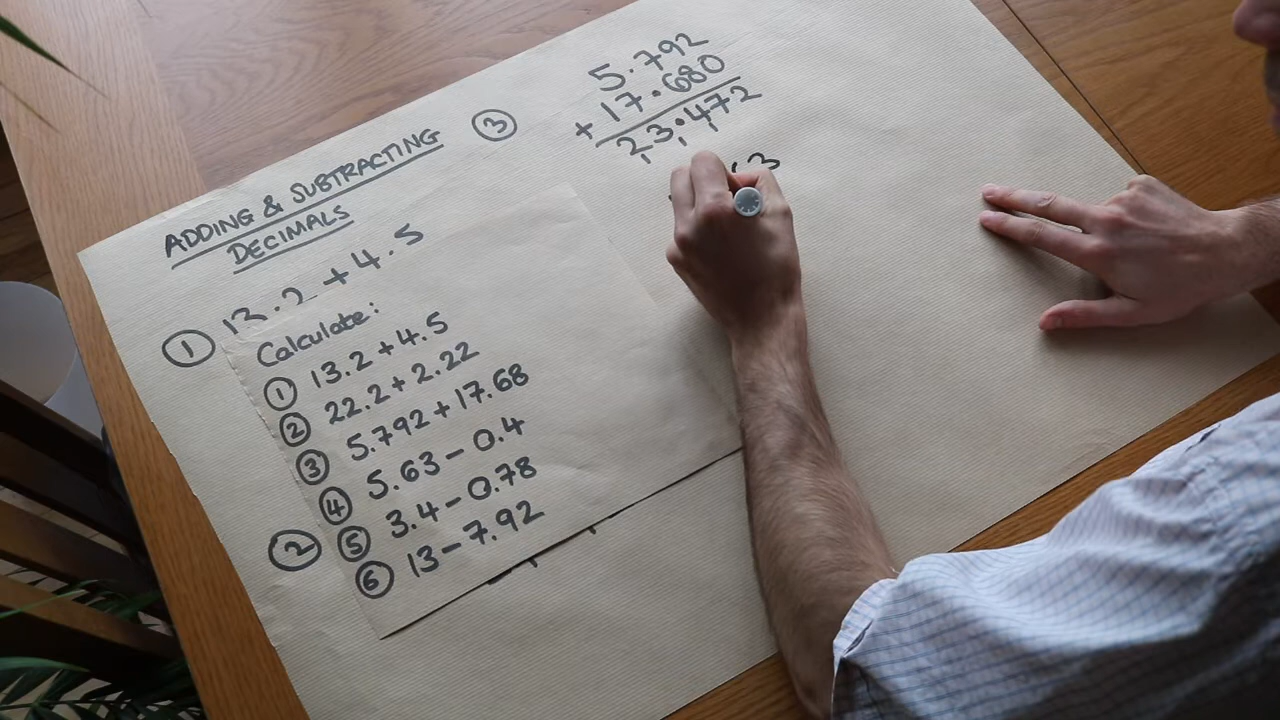 ADDING & SUBTRACTING
DECIMALS
① 13.2 + 4.5
Calculate:
① 13.2 + 4.5
② 22.2 + 2.22
③ 5.792 + 17.68
④ 5.63 - 0.4
⑤ 3.4 - 0.78
⑥ 13 - 7.92
②
③ 5.792
+ 17.680
23.472
3